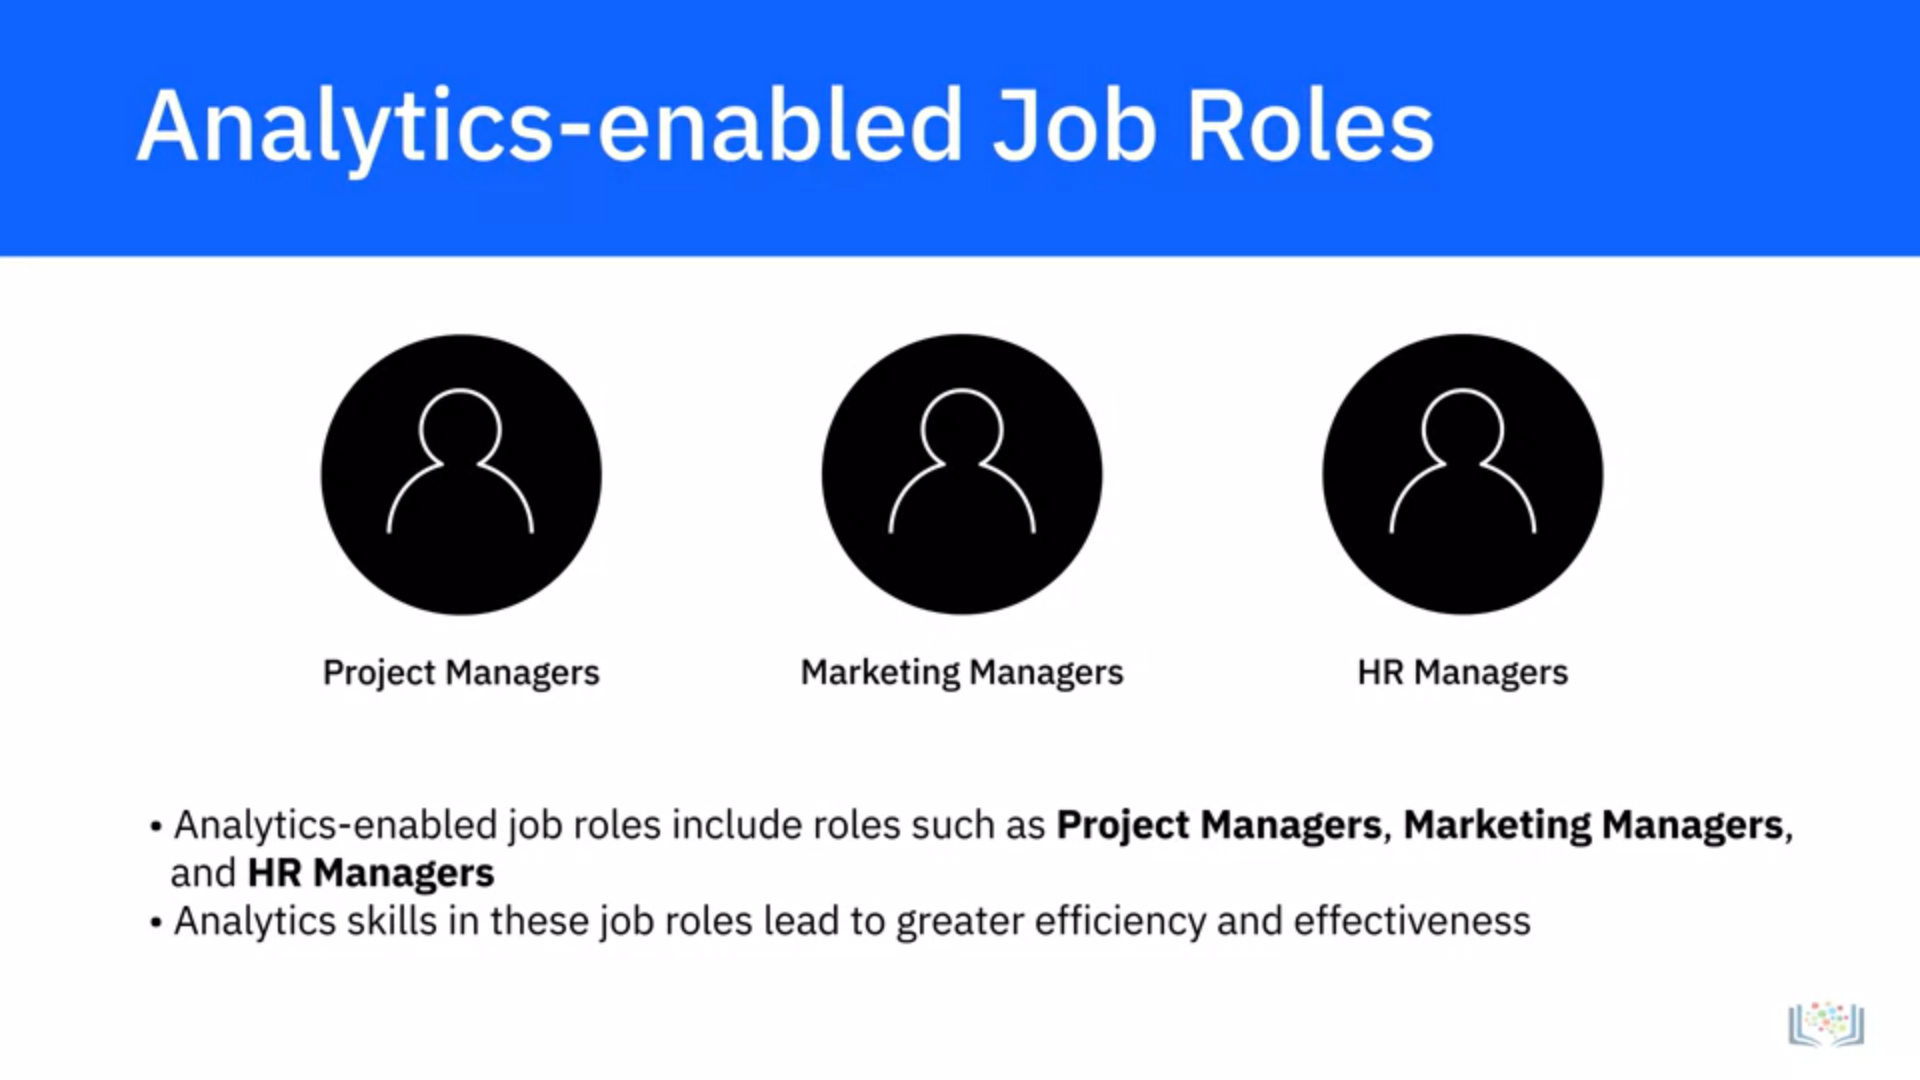 Analytics-enabled Job Roles
Project Managers
Marketing Managers
HR Managers
• Analytics-enabled job roles include roles such as Project Managers, Marketing Managers,
and HR Managers
• Analytics skills in these job roles lead to greater efficiency and effectiveness